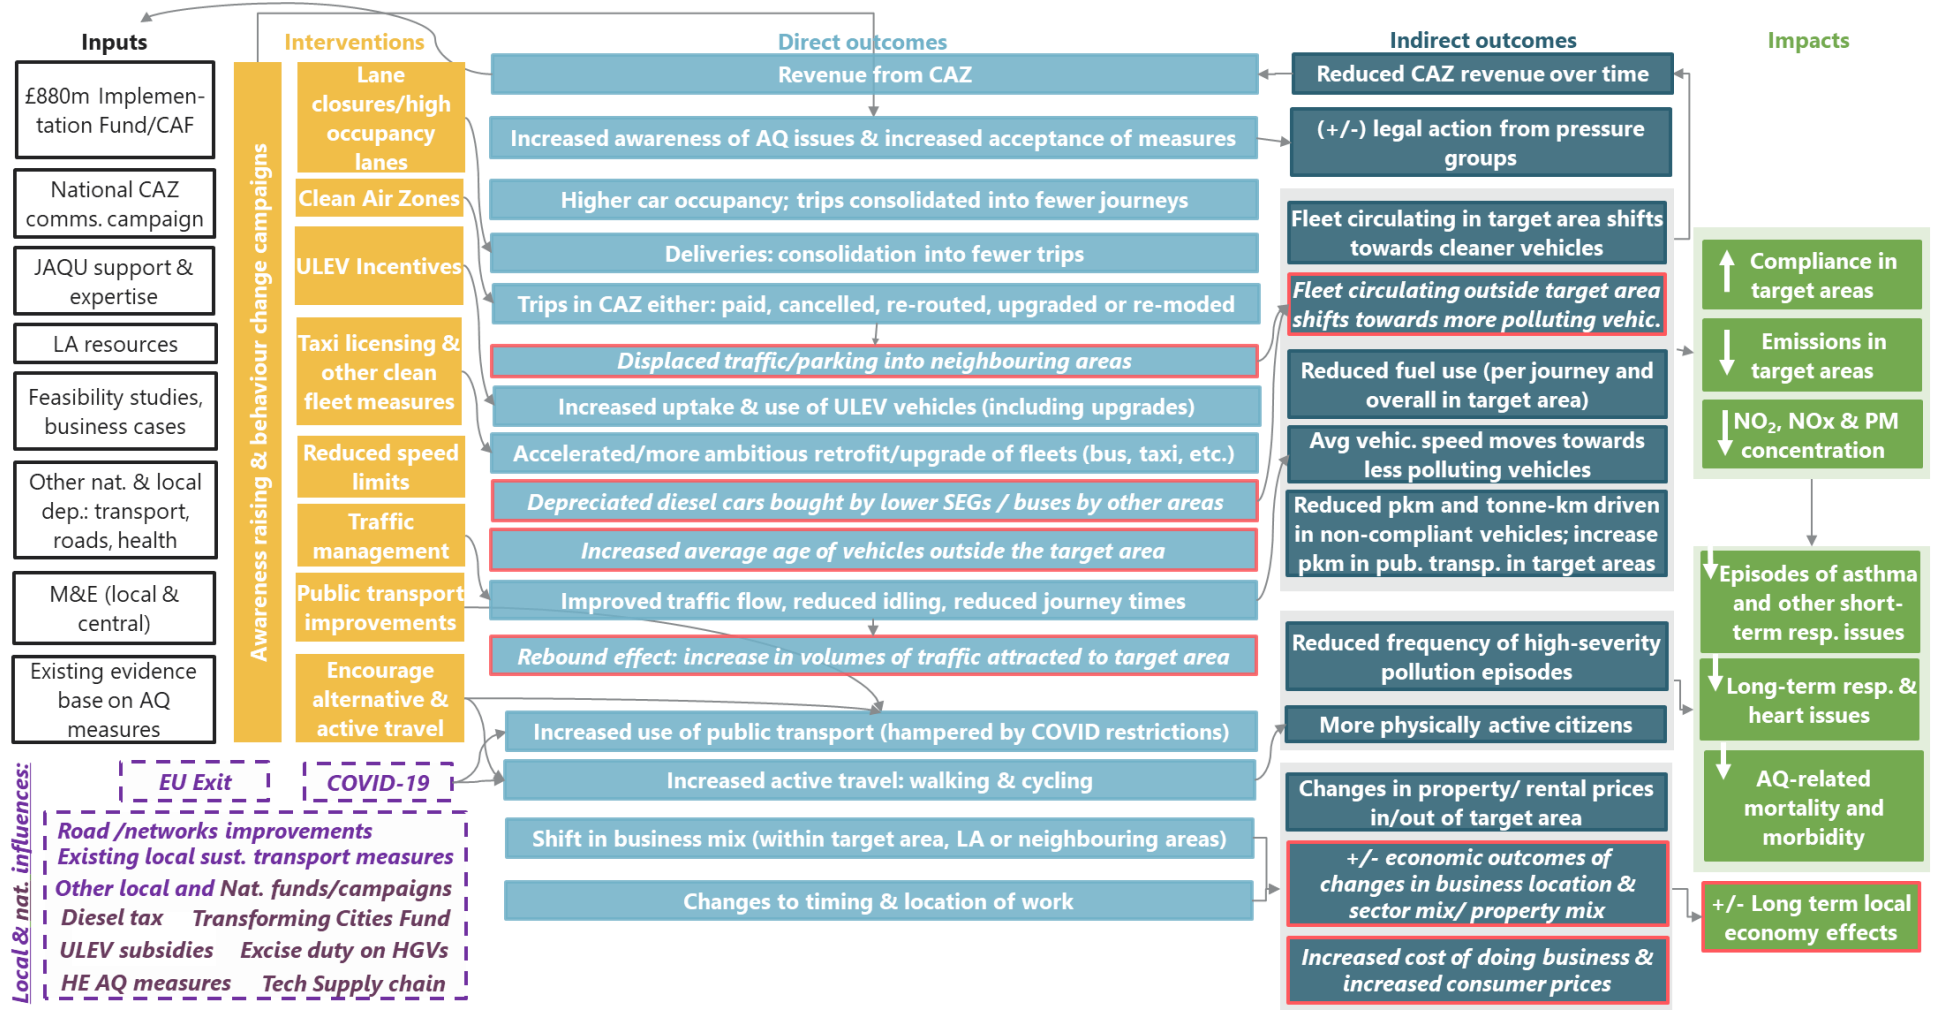 Inputs
£880m Implemen-
tation Fund/CAF
National CAZ
comms. campaign
JAQU support &
expertise
LA resources
Feasibility studies,
business cases
Other nat. & local
dep.: transport,
roads, health
M&E (local &
central)
Existing evidence
base on AQ
measures
Interventions
Awareness raising & behaviour change campaigns
Lane
closures/high
occupancy
lanes
Clean Air Zones
ULEV Incentives
Taxi licensing &
other clean
fleet measures
Reduced speed
limits
Traffic
management
Public transport
improvements
Encourage
alternative &
active travel
Direct outcomes
Revenue from CAZ
Increased awareness of AQ issues & increased acceptance of measures
Higher car occupancy; trips consolidated into fewer journeys
Deliveries: consolidation into fewer trips
Trips in CAZ either: paid, cancelled, re-routed, upgraded or re-moded
Displaced traffic/parking into neighbouring areas
Increased uptake & use of ULEV vehicles (including upgrades)
Accelerated/more ambitious retrofit/upgrade of fleets (bus, taxi, etc.)
Depreciated diesel cars bought by lower SEGs / buses by other areas
Increased average age of vehicles outside the target area
Improved traffic flow, reduced idling, reduced journey times
Rebound effect: increase in volumes of traffic attracted to target area
Increased use of public transport (hampered by COVID restrictions)
Increased active travel: walking & cycling
Shift in business mix (within target area, LA or neighbouring areas)
Changes to timing & location of work
Indirect outcomes
Reduced CAZ revenue over time
(+/-) legal action from pressure
groups
Fleet circulating in target area shifts
towards cleaner vehicles
Fleet circulating outside target area
shifts towards more polluting vehic.
Reduced fuel use (per journey and
overall in target area)
Avg vehic. speed moves towards
less polluting vehicles
Reduced pkm and tonne-km driven
in non-compliant vehicles; increase
pkm in pub. transp. in target areas
Reduced frequency of high-severity
pollution episodes
More physically active citizens
Changes in property/ rental prices
in/out of target area
+/- economic outcomes of
changes in business location &
sector mix/ property mix
Increased cost of doing business &
increased consumer prices
Impacts
Compliance in
target areas
Emissions in
target areas
NO₂, NOx & PM
concentration
Episodes of asthma
and other short-
term resp. issues
Long-term resp. &
heart issues
AQ-related
mortality and
morbidity
+/- Long term local
economy effects
Local & nat. influences:
EU Exit
COVID-19
Road /networks improvements
Existing local sust. transport measures
Other local and Nat. funds/campaigns
Diesel tax Transforming Cities Fund
ULEV subsidies Excise duty on HGVs
HE AQ measures Tech Supply chain